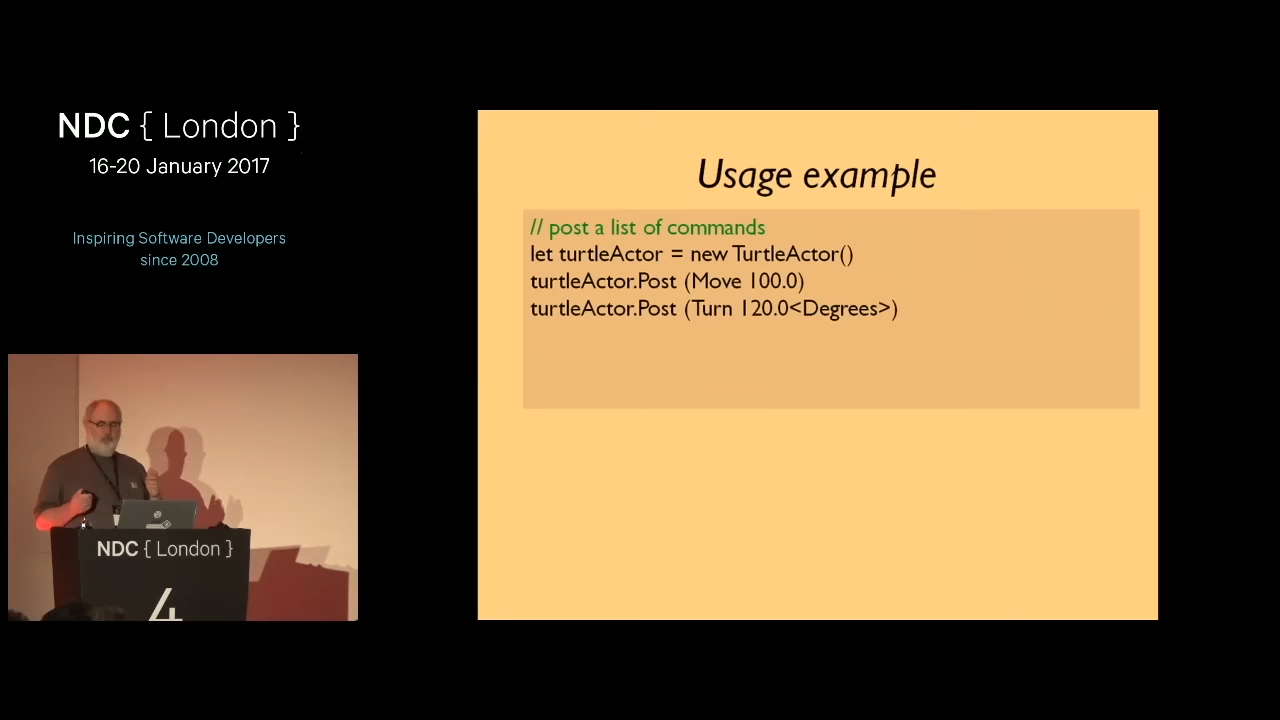 NDC { London }
16-20 January 2017
Inspiring Software Developers
since 2008
Usage example
// post a list of commands
let turtleActor = new TurtleActor()
turtleActor.Post (Move 100.0)
turtleActor.Post (Turn 120.0<Degrees>)
NDC { London }
4